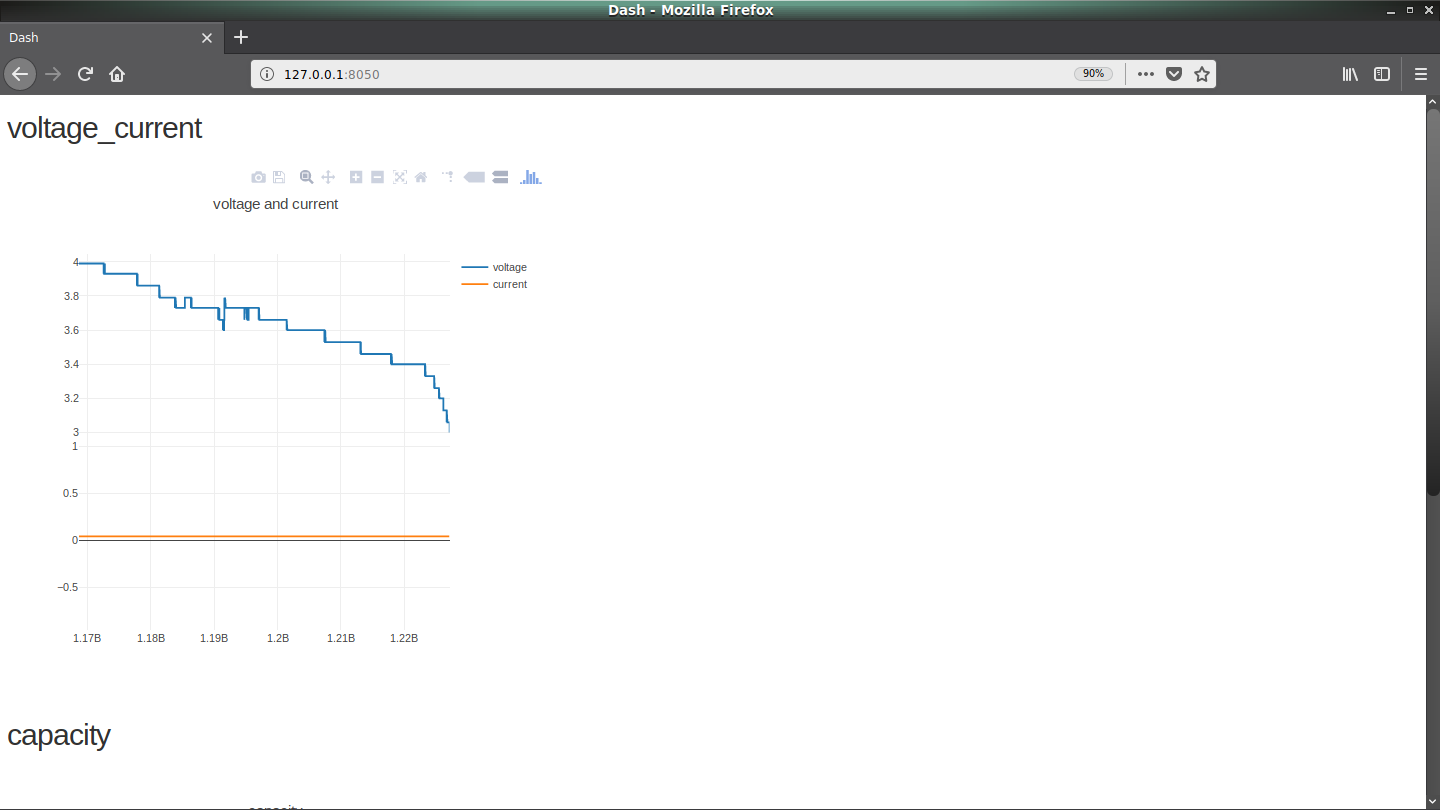 Dash - Mozilla Firefox
Dash
127.0.0.1:8050
90%
voltage_current
voltage and current
4
3.8
3.6
3.4
3.2
3
voltage
current
1
0.5
0
−0.5
1.17B 1.18B 1.19B 1.2B 1.21B 1.22B
capacity
capacity